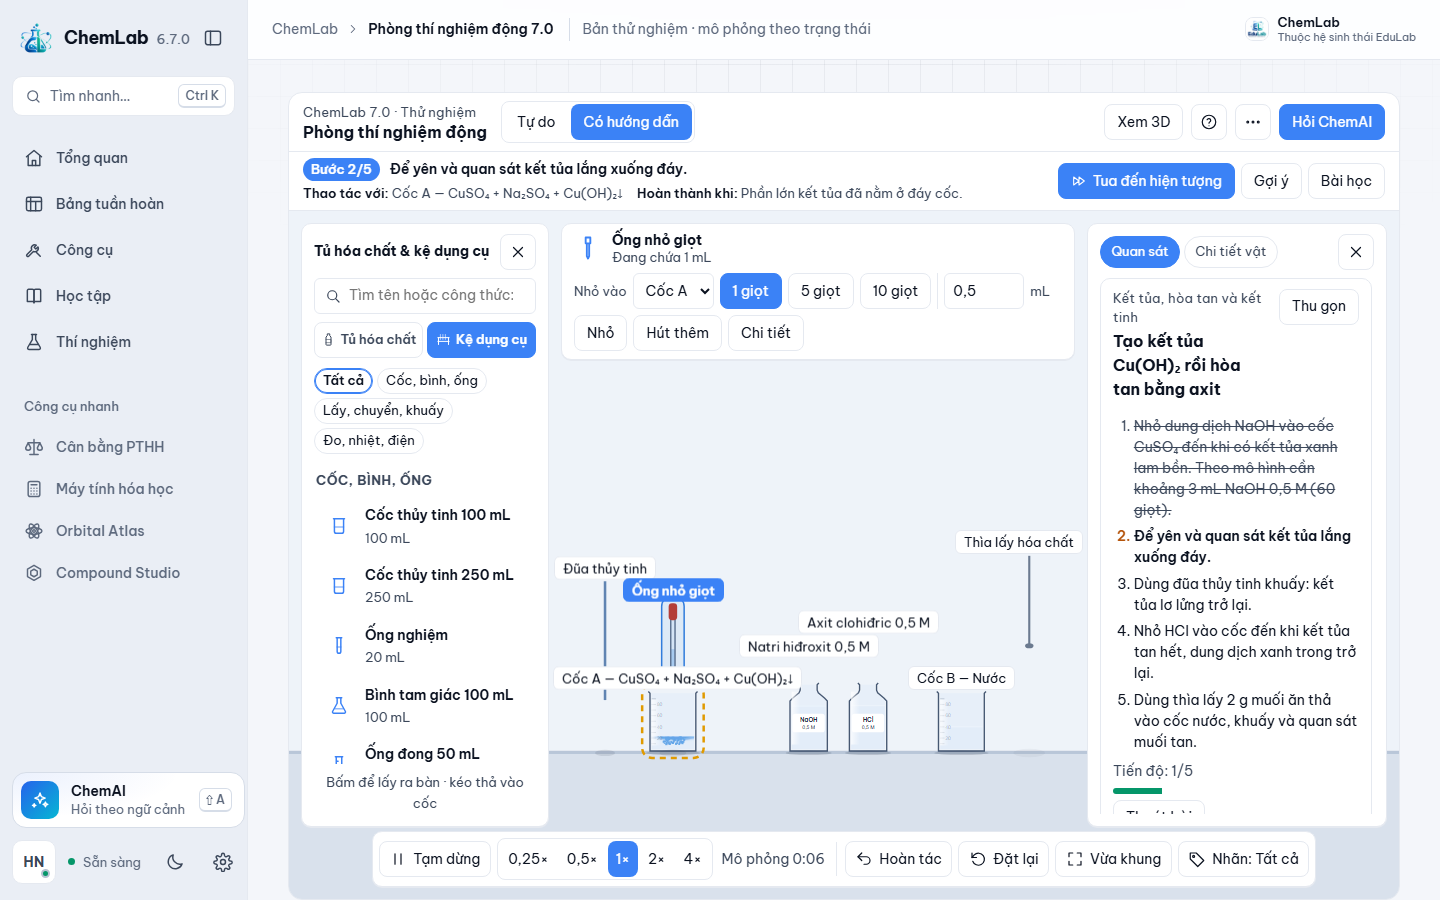 ChemLab 6.7.0
Tìm nhanh... Ctrl K
Tổng quan
Bảng tuần hoàn
Công cụ
Học tập
Thí nghiệm
Công cụ nhanh
Cân bằng PTHH
Máy tính hóa học
Orbital Atlas
Compound Studio
ChemAI
Hỏi theo ngữ cảnh
⇧ A
HN
Sẵn sàng
ChemLab > Phòng thí nghiệm động 7.0 | Bản thử nghiệm · mô phỏng theo trạng thái
ChemLab
Thuộc hệ sinh thái EduLab
ChemLab 7.0 · Thử nghiệm
Phòng thí nghiệm động
Tự do
Có hướng dẫn
Xem 3D
Hỏi ChemAI
Bước 2/5 Để yên và quan sát kết tủa lắng xuống đáy.
Thao tác với: Cốc A — CuSO₄ + Na₂SO₄ + Cu(OH)₂↓ Hoàn thành khi: Phần lớn kết tủa đã nằm ở đáy cốc.
Tua đến hiện tượng
Gợi ý
Bài học
Tủ hóa chất & kệ dụng cụ
Tìm tên hoặc công thức:
Tủ hóa chất
Kệ dụng cụ
Tất cả
Cốc, bình, ống
Lấy, chuyển, khuấy
Đo, nhiệt, điện
CỐC, BÌNH, ỐNG
Cốc thủy tinh 100 mL
100 mL
Cốc thủy tinh 250 mL
250 mL
Ống nghiệm
20 mL
Bình tam giác 100 mL
100 mL
Ống đong 50 mL
Bấm để lấy ra bàn · kéo thả vào
cốc
Ống nhỏ giọt
Đang chứa 1 mL
Nhỏ vào Cốc A 1 giọt 5 giọt 10 giọt 0,5 mL
Nhỏ
Hút thêm
Chi tiết
Thìa lấy hóa chất
Đũa thủy tinh
Ống nhỏ giọt
Axit clohiđric 0,5 M
Natri hiđroxit 0,5 M
Cốc A — CuSO₄ + Na₂SO₄ + Cu(OH)₂↓
Cốc B — Nước
NaOH
0.5 M
HCl
0.5 M
Quan sát
Chi tiết vật
Kết tủa, hòa tan và kết
tinh
Thu gọn
Tạo kết tủa
Cu(OH)₂ rồi hòa
tan bằng axit
1. Nhỏ dung dịch NaOH vào cốc
CuSO₄ đến khi có kết tủa xanh
lam bền. Theo mô hình cần
khoảng 3 mL NaOH 0,5 M (60
giọt).
2. Để yên và quan sát kết tủa lắng
xuống đáy.
3. Dùng đũa thủy tinh khuấy: kết
tủa lơ lửng trở lại.
4. Nhỏ HCl vào cốc đến khi kết tủa
tan hết, dung dịch xanh trong trở
lại.
5. Dùng thìa lấy 2 g muối ăn thả
vào cốc nước, khuấy và quan sát
muối tan.
Tiến độ: 1/5
Tạm dừng
0,25× 0,5× 1× 2× 4×
Mô phỏng 0:06
Hoàn tác
Đặt lại
Vừa khung
Nhãn: Tất cả